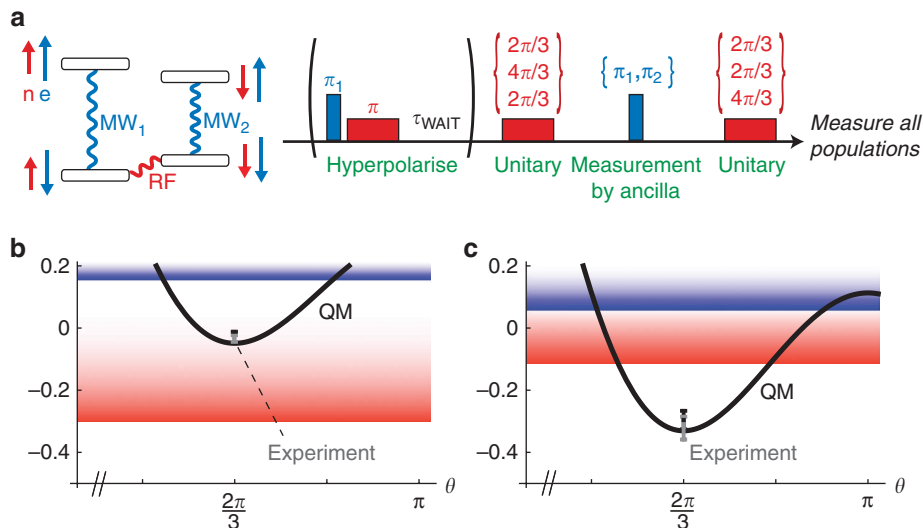 a
n e
MW1
MW2
RF
π1
π
τWAIT
Hyperpolarise
2π/3
4π/3
2π/3
Unitary
{π1,π2}
Measurement
by ancilla
2π/3
2π/3
4π/3
Unitary
Measure all
populations
b
0.2
0
−0.2
−0.4
QM
Experiment
2π
3
π
θ
c
0.2
0
−0.2
−0.4
QM
Experiment
2π
3
π
θ